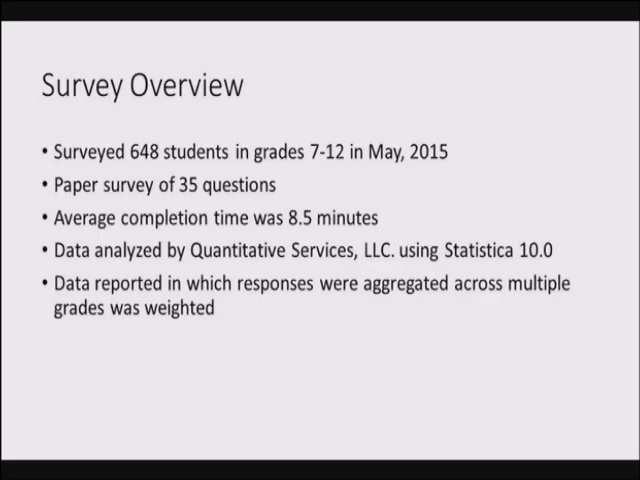 Survey Overview
• Surveyed 648 students in grades 7-12 in May, 2015
• Paper survey of 35 questions
• Average completion time was 8.5 minutes
• Data analyzed by Quantitative Services, LLC. using Statistica 10.0
• Data reported in which responses were aggregated across multiple
grades was weighted